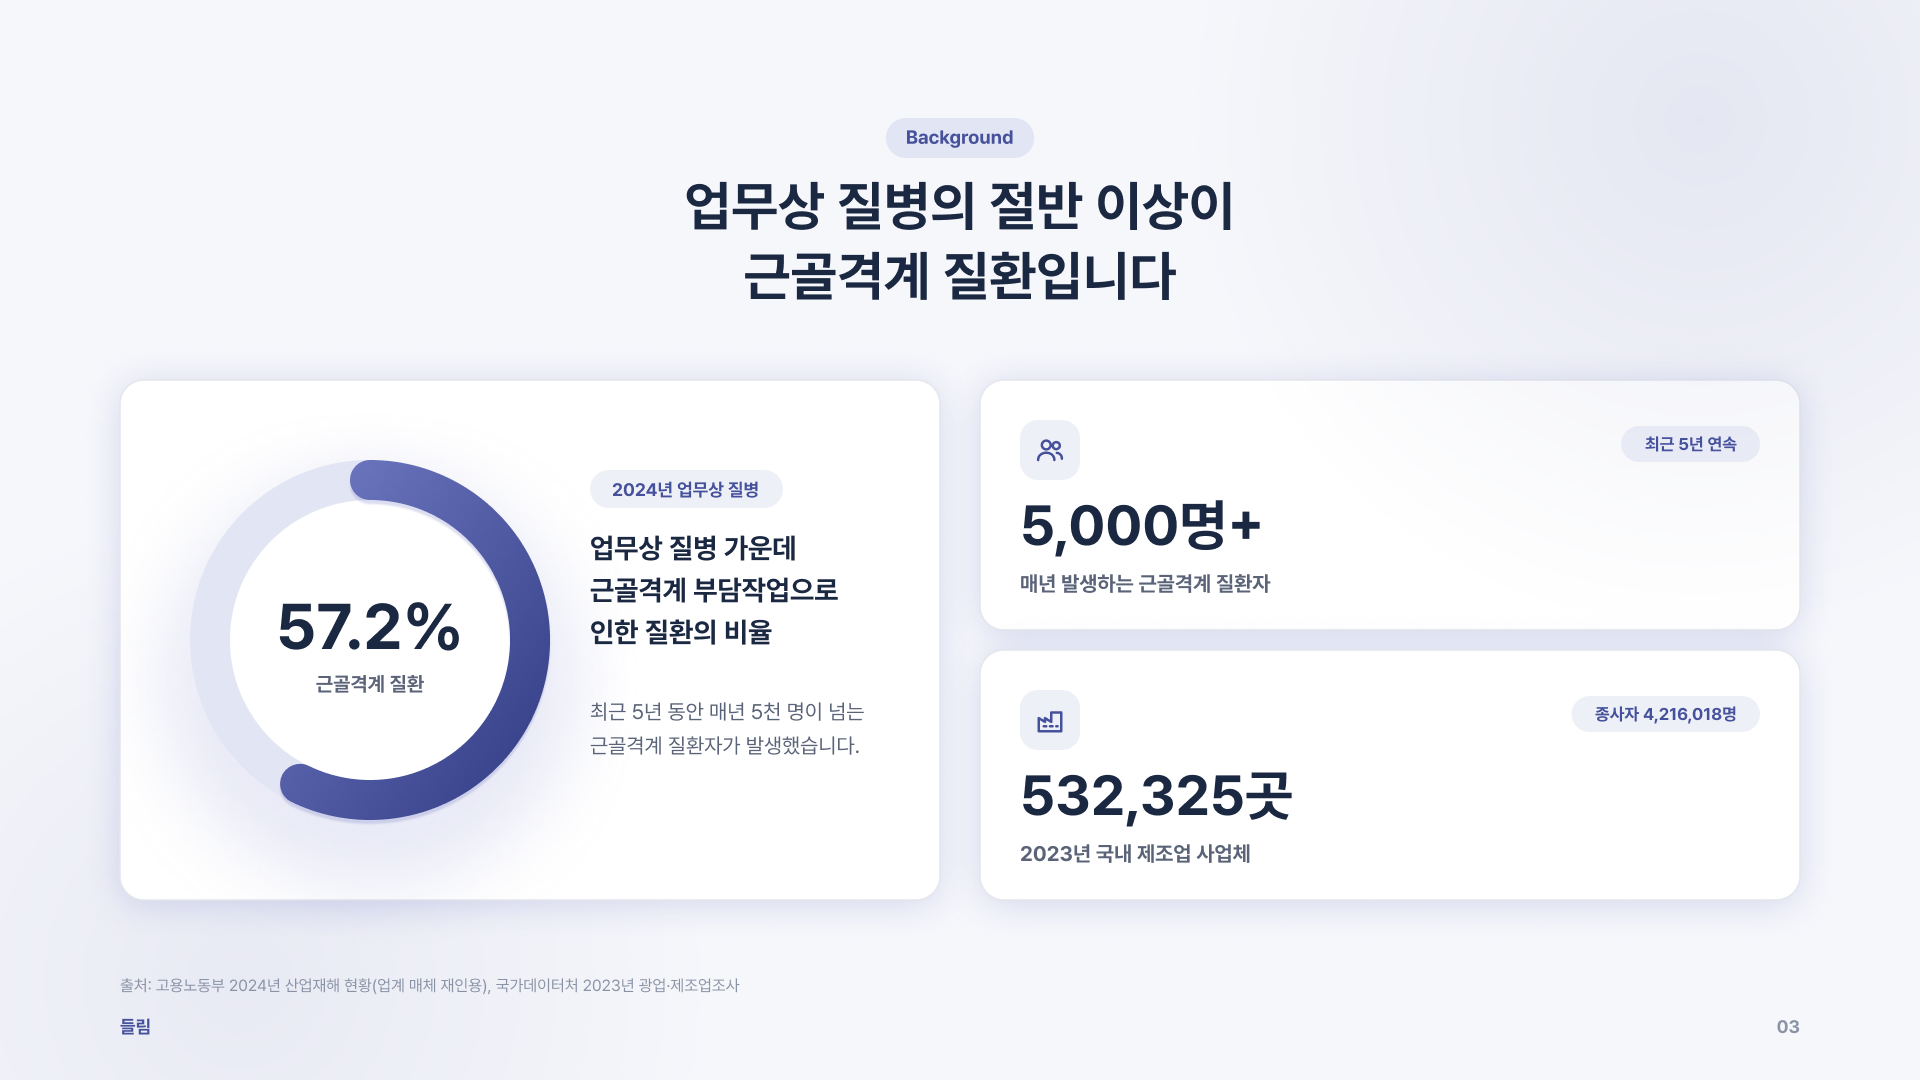 Background
업무상 질병의 절반 이상이
근골격계 질환입니다
57.2%
근골격계 질환
2024년 업무상 질병
업무상 질병 가운데
근골격계 부담작업으로
인한 질환의 비율
최근 5년 동안 매년 5천 명이 넘는
근골격계 질환자가 발생했습니다.
최근 5년 연속
5,000명+
매년 발생하는 근골격계 질환자
종사자 4,216,018명
532,325곳
2023년 국내 제조업 사업체
출처: 고용노동부 2024년 산업재해 현황(업계 매체 재인용), 국가데이터처 2023년 광업·제조업조사
들림
03